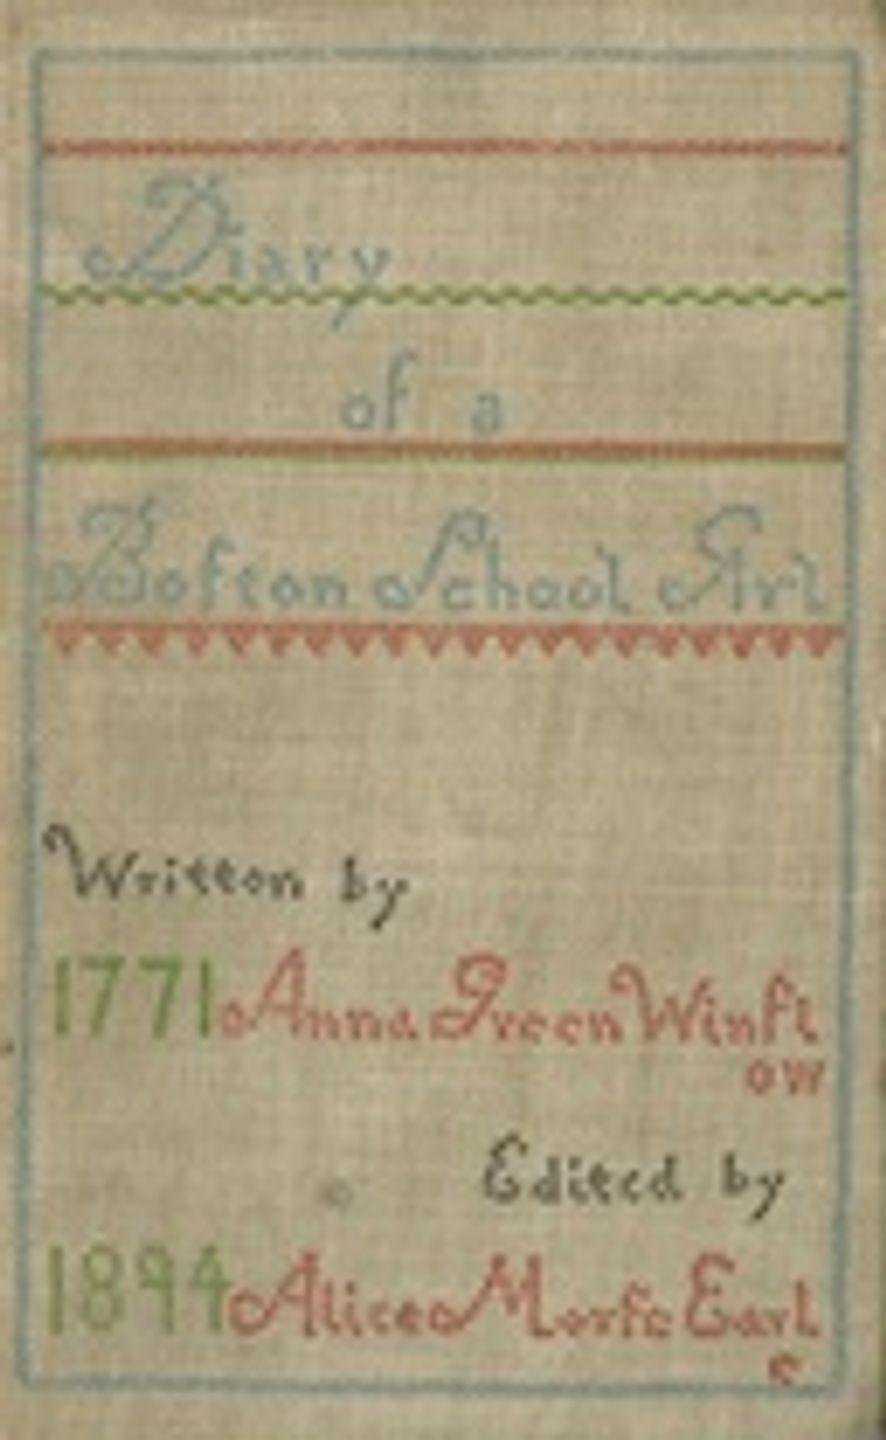 Diary
of a
Boſton School Girl
Written by
1771 Anna Green Winſl
ow
Edited by
1894 Alice Morſe Earl
e